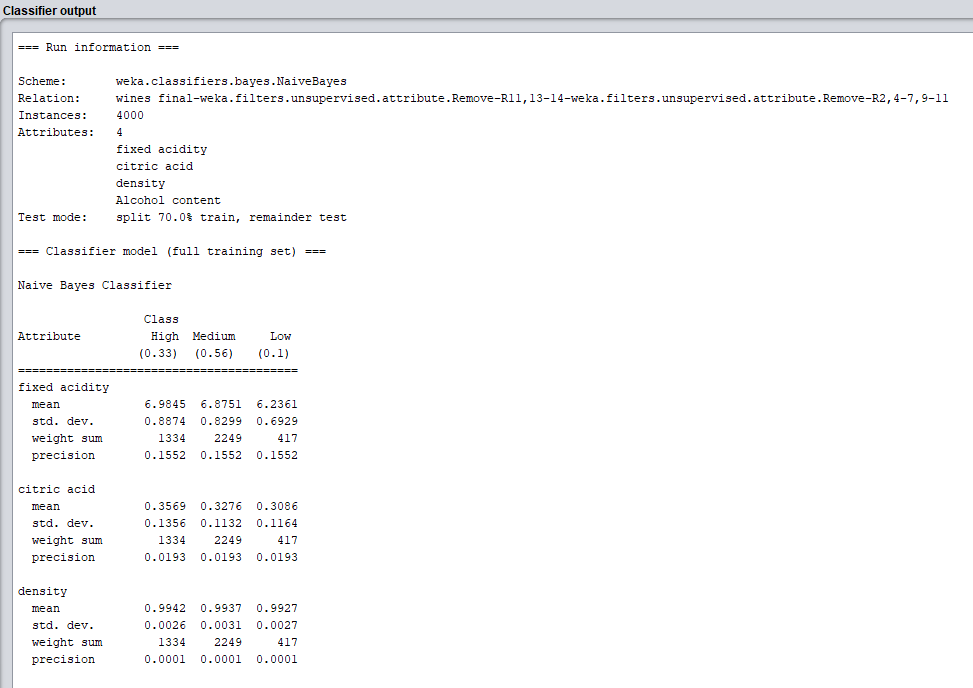 Classifier output
=== Run information ===
Scheme: weka.classifiers.bayes.NaiveBayes
Relation: wines final-weka.filters.unsupervised.attribute.Remove-R11,13-14-weka.filters.unsupervised.attribute.Remove-R2,4-7,9-11
Instances: 4000
Attributes: 4
fixed acidity
citric acid
density
Alcohol content
Test mode: split 70.0% train, remainder test
=== Classifier model (full training set) ===
Naive Bayes Classifier
Class
Attribute High Medium Low
(0.33) (0.56) (0.1)
========================================
fixed acidity
mean 6.9845 6.8751 6.2361
std. dev. 0.8874 0.8299 0.6929
weight sum 1334 2249 417
precision 0.1552 0.1552 0.1552
citric acid
mean 0.3569 0.3276 0.3086
std. dev. 0.1356 0.1132 0.1164
weight sum 1334 2249 417
precision 0.0193 0.0193 0.0193
density
mean 0.9942 0.9937 0.9927
std. dev. 0.0026 0.0031 0.0027
weight sum 1334 2249 417
precision 0.0001 0.0001 0.0001